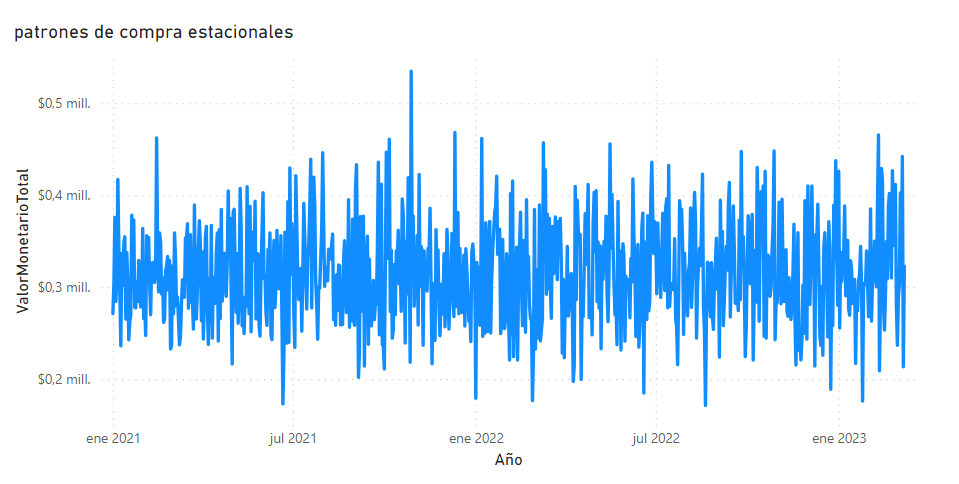 patrones de compra estacionales
$0,5 mill.
$0,4 mill.
$0,3 mill.
$0,2 mill.
ValorMonetarioTotal
ene 2021 jul 2021 ene 2022 jul 2022 ene 2023
Año